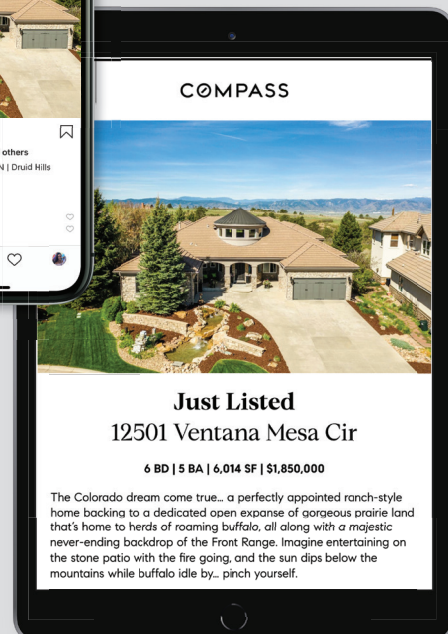 others
N | Druid Hills
COMPASS
Just Listed
12501 Ventana Mesa Cir
6 BD | 5 BA | 6,014 SF | $1,850,000
The Colorado dream come true… a perfectly appointed ranch-style
home backing to a dedicated open expanse of gorgeous prairie land
that's home to herds of roaming buffalo, all along with a majestic
never-ending backdrop of the Front Range. Imagine entertaining on
the stone patio with the fire going, and the sun dips below the
mountains while buffalo idle by… pinch yourself.